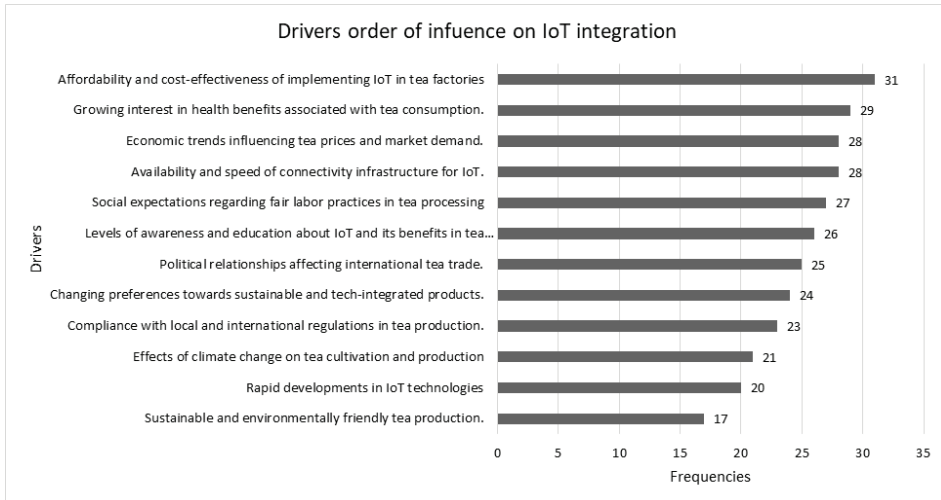 Drivers order of infuence on IoT integration
Affordability and cost-effectiveness of implementing IoT in tea factories
31
Growing interest in health benefits associated with tea consumption.
29
Economic trends influencing tea prices and market demand.
28
Availability and speed of connectivity infrastructure for IoT.
28
Social expectations regarding fair labor practices in tea processing
27
Levels of awareness and education about IoT and its benefits in tea...
26
Political relationships affecting international tea trade.
25
Changing preferences towards sustainable and tech-integrated products.
24
Compliance with local and international regulations in tea production.
23
Effects of climate change on tea cultivation and production
21
Rapid developments in IoT technologies
20
Sustainable and environmentally friendly tea production.
17
Drivers
0 5 10 15 20 25 30 35
Frequencies